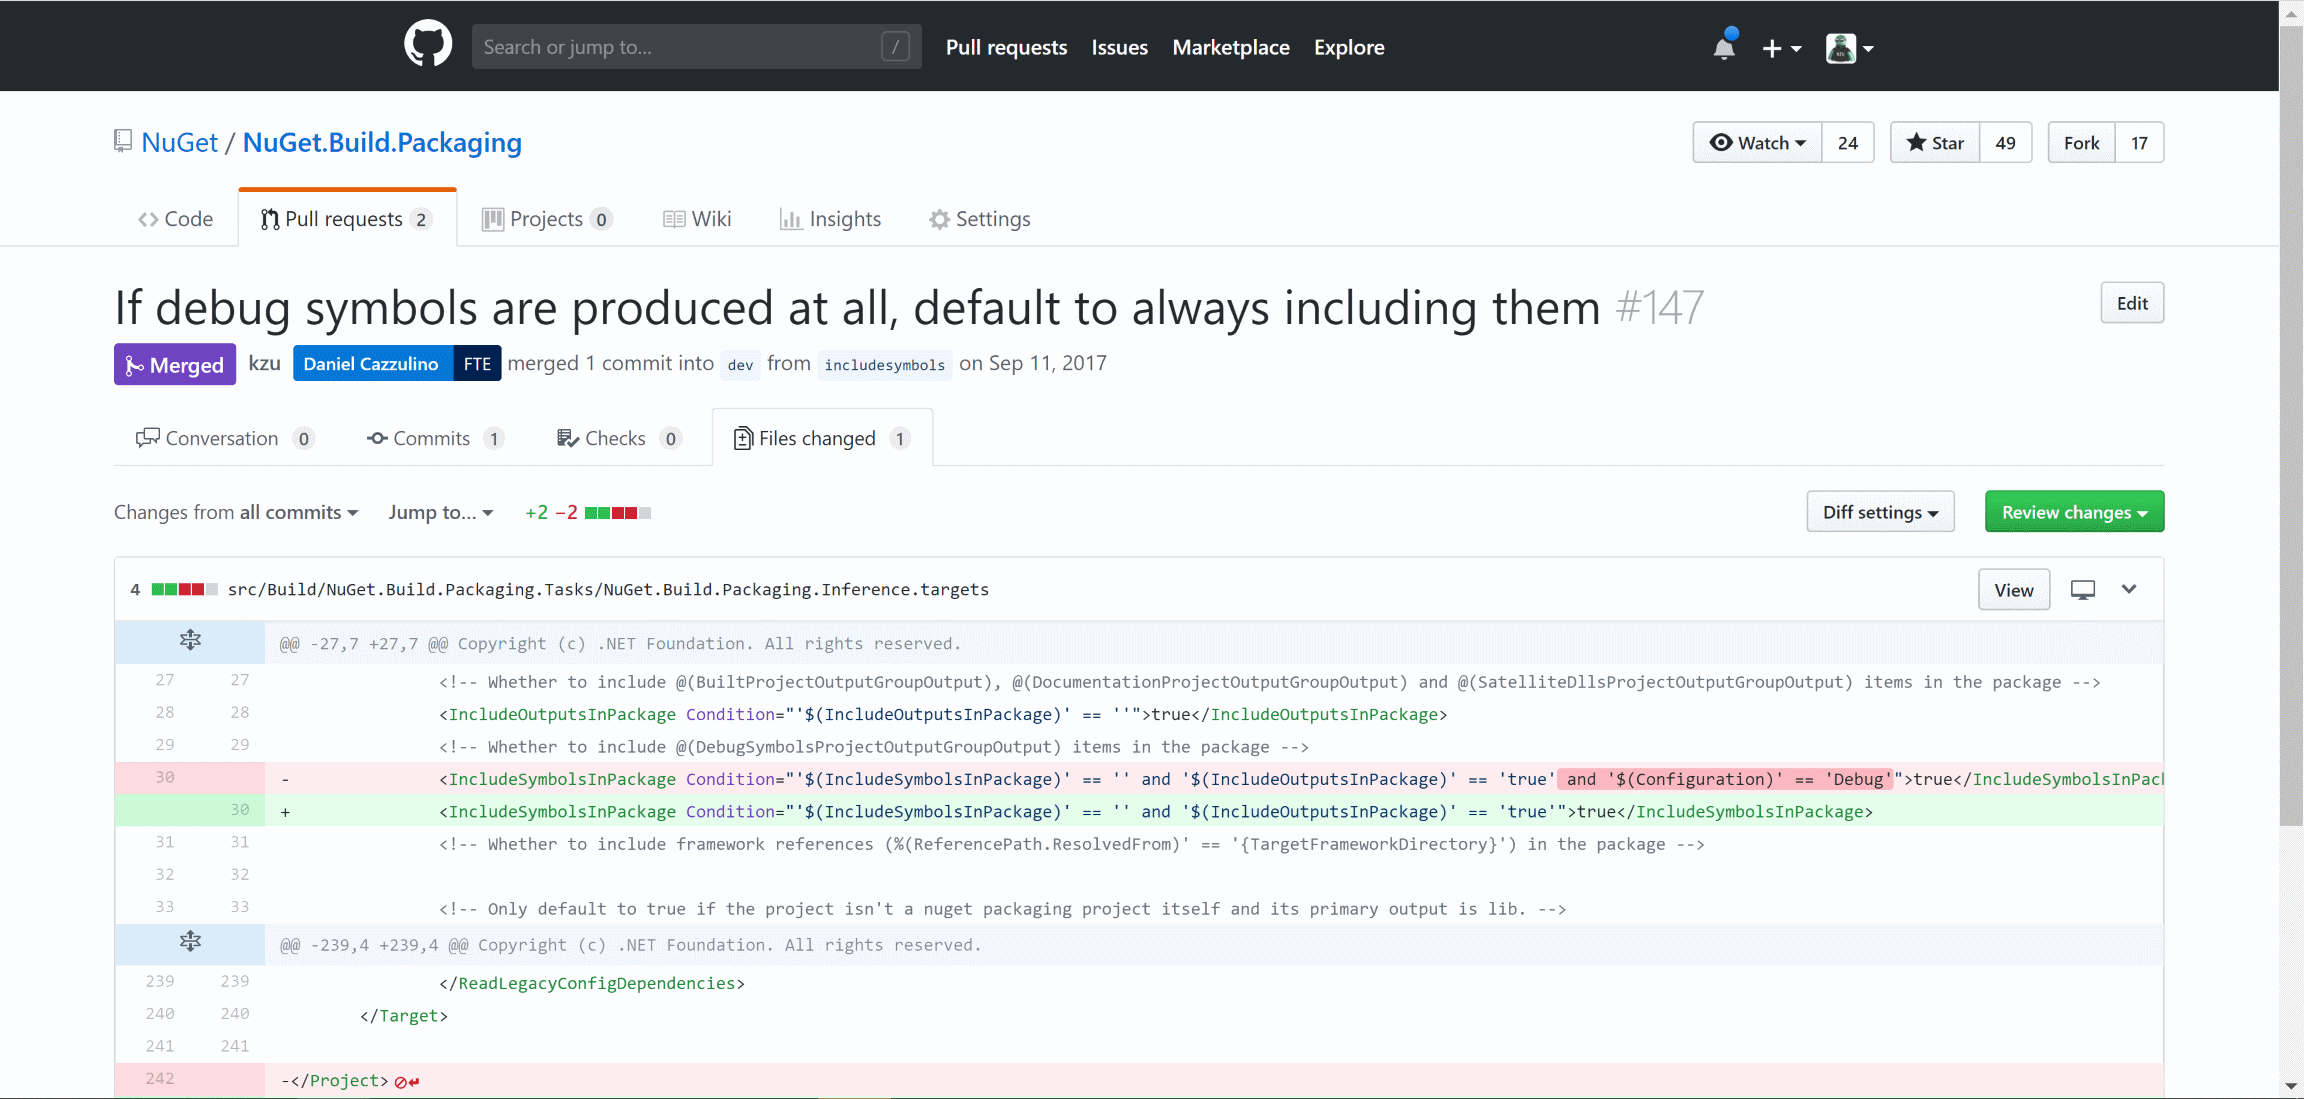 Search or jump to... / Pull requests Issues Marketplace Explore
NuGet / NuGet.Build.Packaging Watch 24 Star 49 Fork 17
Code Pull requests 2 Projects 0 Wiki Insights Settings
If debug symbols are produced at all, default to always including them #147 Edit
Merged kzu Daniel Cazzulino FTE merged 1 commit into dev from includesymbols on Sep 11, 2017
Conversation 0 Commits 1 Checks 0 Files changed 1
Changes from all commits Jump to... +2 −2 Diff settings Review changes
4 src/Build/NuGet.Build.Packaging.Tasks/NuGet.Build.Packaging.Inference.targets View
@@ -27,7 +27,7 @@ Copyright (c) .NET Foundation. All rights reserved.
27 27 <!-- Whether to include @(BuiltProjectOutputGroupOutput), @(DocumentationProjectOutputGroupOutput) and @(SatelliteDllsProjectOutputGroupOutput) items in the package -->
28 28 <IncludeOutputsInPackage Condition="'$(IncludeOutputsInPackage)' == ''">true</IncludeOutputsInPackage>
29 29 <!-- Whether to include @(DebugSymbolsProjectOutputGroupOutput) items in the package -->
30 - <IncludeSymbolsInPackage Condition="'$(IncludeSymbolsInPackage)' == '' and '$(IncludeOutputsInPackage)' == 'true' and '$(Configuration)' == 'Debug'">true</IncludeSymbolsInPack
30 + <IncludeSymbolsInPackage Condition="'$(IncludeSymbolsInPackage)' == '' and '$(IncludeOutputsInPackage)' == 'true'">true</IncludeSymbolsInPackage>
31 31 <!-- Whether to include framework references (%(ReferencePath.ResolvedFrom)' == '{TargetFrameworkDirectory}') in the package -->
32 32
33 33 <!-- Only default to true if the project isn't a nuget packaging project itself and its primary output is lib. -->
@@ -239,4 +239,4 @@ Copyright (c) .NET Foundation. All rights reserved.
239 239 </ReadLegacyConfigDependencies>
240 240 </Target>
241 241
242 -</Project>